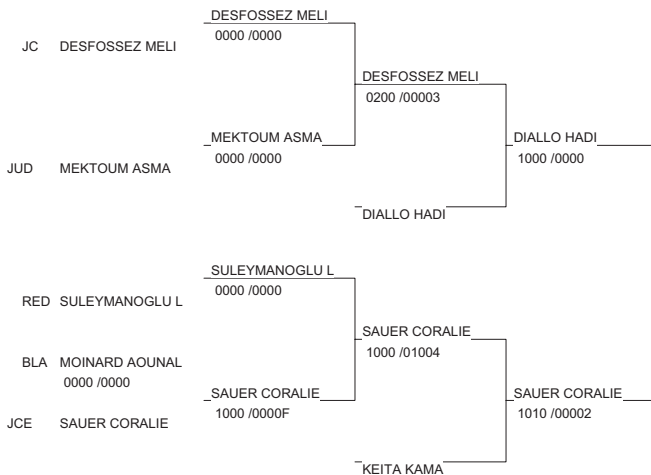 DESFOSSEZ MELI
0000 /0000
JC DESFOSSEZ MELI
DESFOSSEZ MELI
0200 /00003
MEKTOUM ASMA
0000 /0000
DIALLO HADI
1000 /0000
JUD MEKTOUM ASMA
DIALLO HADI
SULEYMANOGLU L
0000 /0000
RED SULEYMANOGLU L
SAUER CORALIE
1000 /01004
BLA MOINARD AOUNAL
0000 /0000
SAUER CORALIE
1000 /0000F
SAUER CORALIE
1010 /00002
JCE SAUER CORALIE
KEITA KAMA